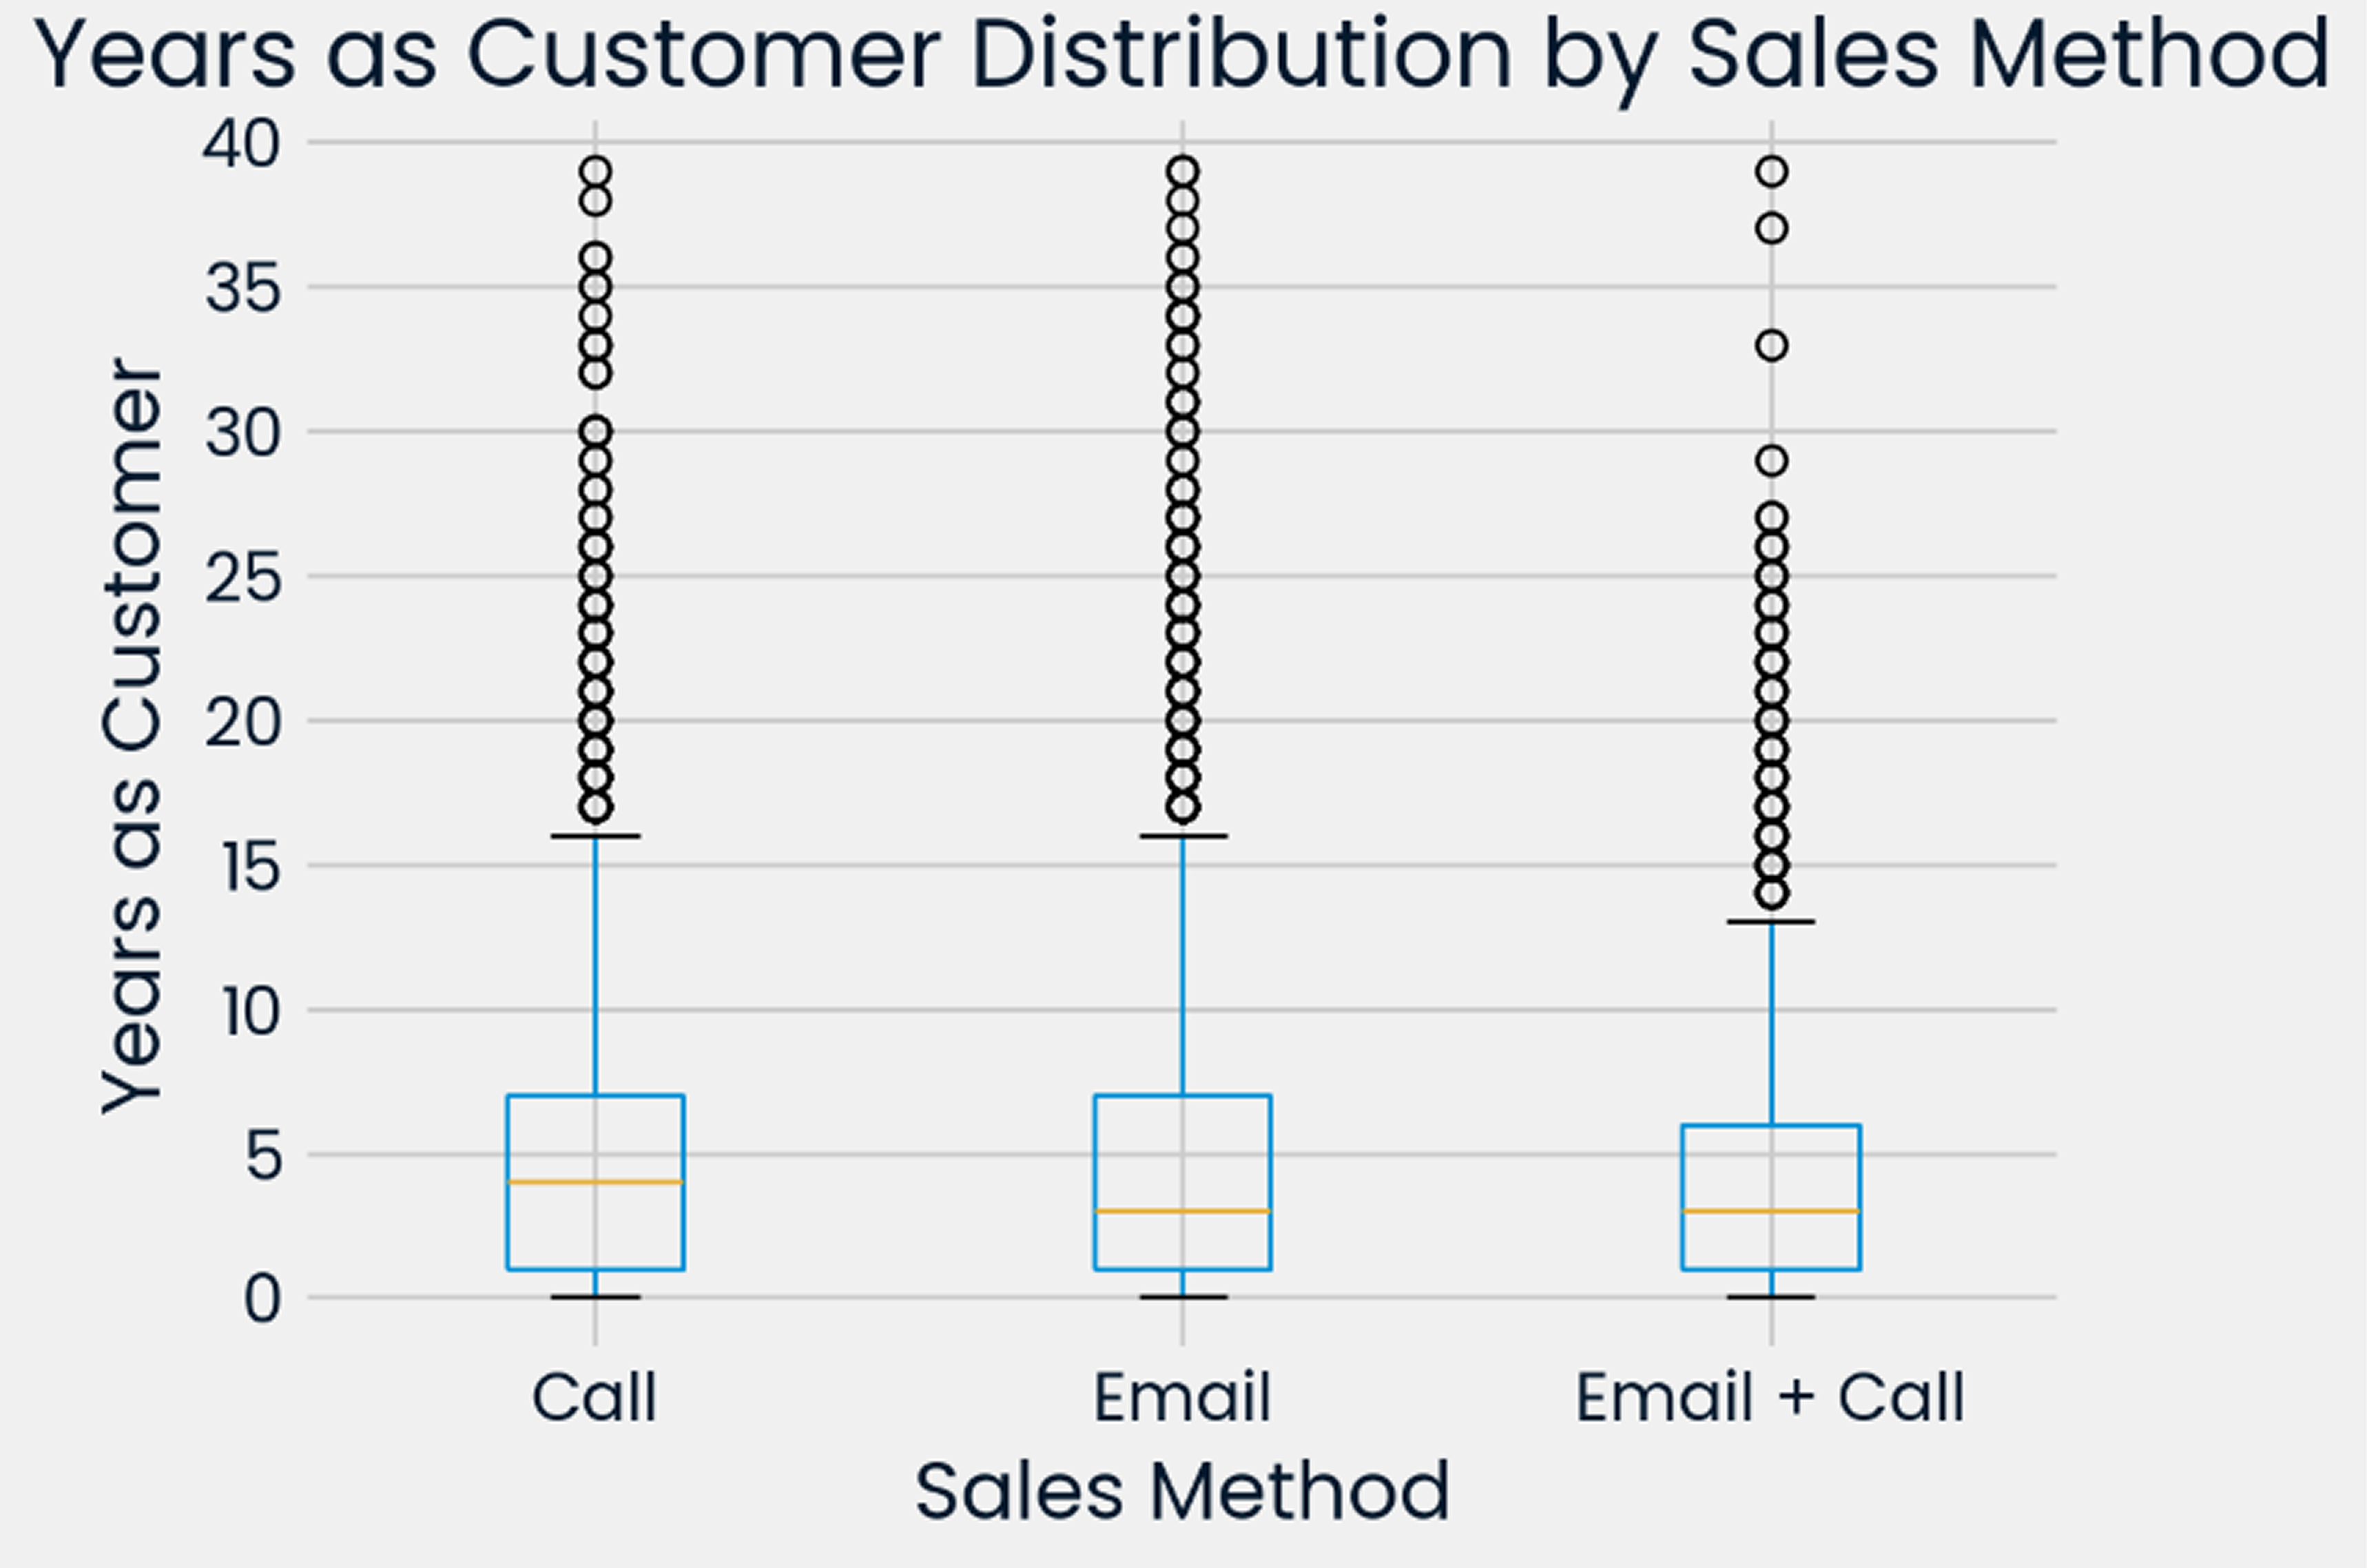 Years as Customer Distribution by Sales Method
Years as Customer
40
35
30
25
20
15
10
5
0
Call Email Email + Call
Sales Method